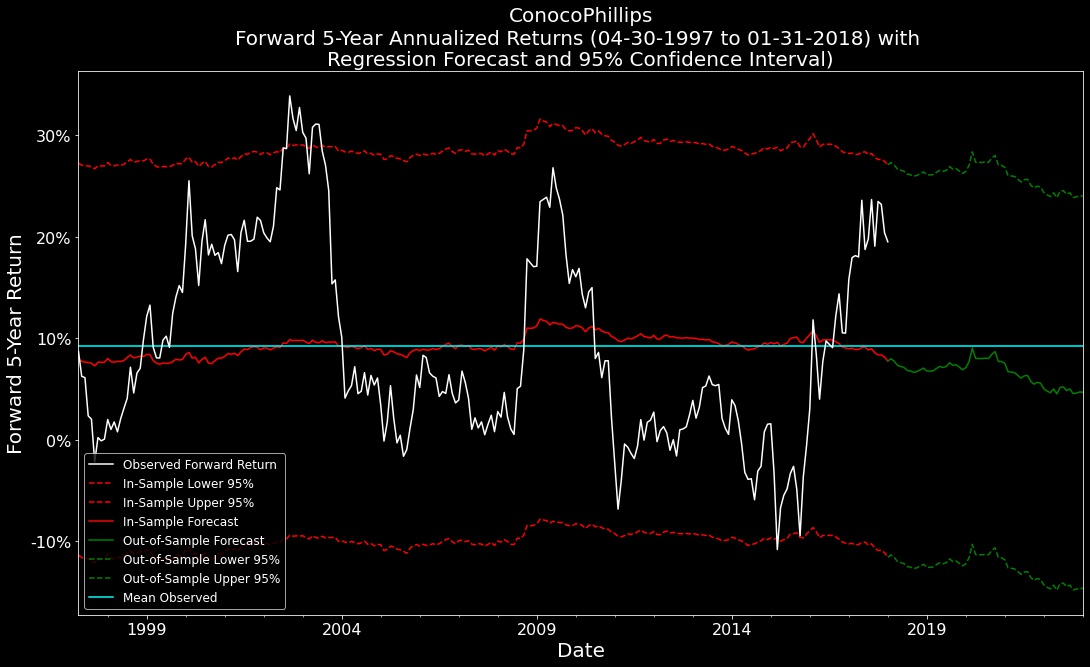 ConocoPhillips
Forward 5-Year Annualized Returns (04-30-1997 to 01-31-2018) with
Regression Forecast and 95% Confidence Interval)
Forward 5-Year Return
30%
20%
10%
0%
-10%
Observed Forward Return
In-Sample Lower 95%
In-Sample Upper 95%
In-Sample Forecast
Out-of-Sample Forecast
Out-of-Sample Lower 95%
Out-of-Sample Upper 95%
Mean Observed
1999 2004 2009 2014 2019
Date